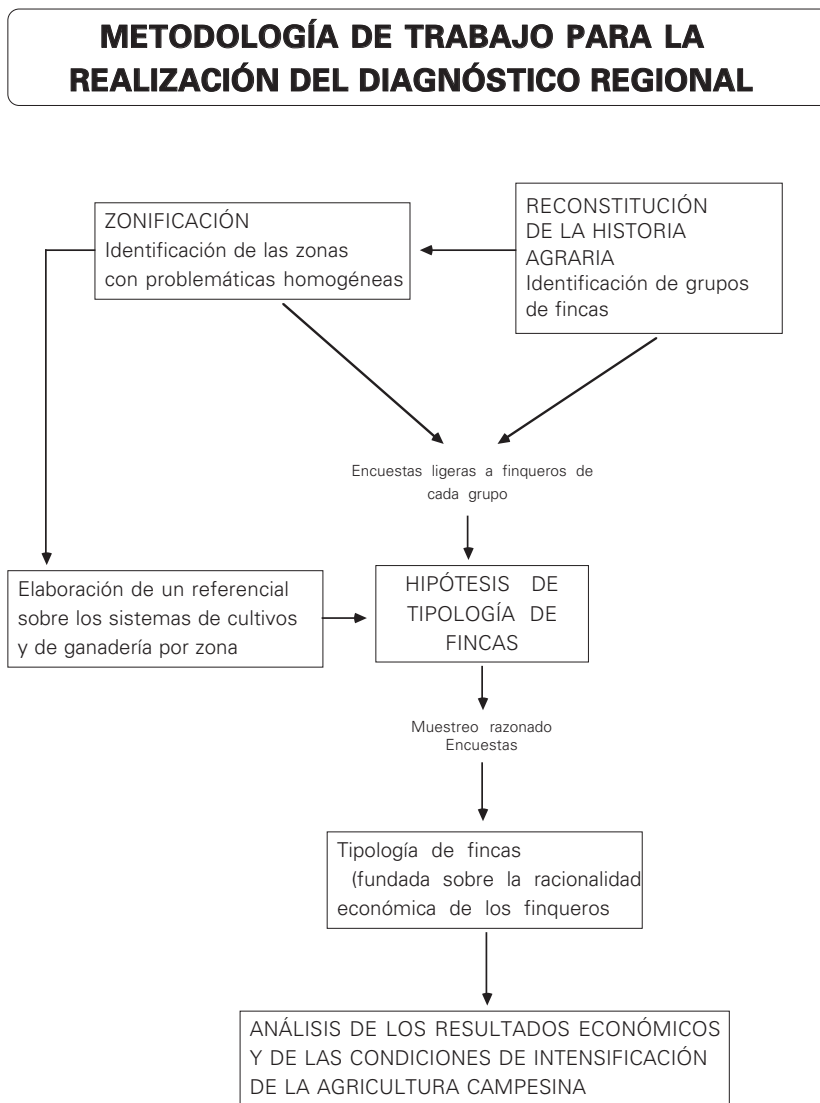 METODOLOGÍA DE TRABAJO PARA LA
REALIZACIÓN DEL DIAGNÓSTICO REGIONAL
ZONIFICACIÓN
Identificación de las zonas
con problemáticas homogéneas
RECONSTITUCIÓN
DE LA HISTORIA
AGRARIA
Identificación de grupos
de fincas
Encuestas ligeras a finqueros de
cada grupo
Elaboración de un referencial
sobre los sistemas de cultivos
y de ganadería por zona
HIPÓTESIS DE
TIPOLOGÍA DE
FINCAS
Muestreo razonado
Encuestas
Tipología de fincas
(fundada sobre la racionalidad
económica de los finqueros
ANÁLISIS DE LOS RESULTADOS ECONÓMICOS
Y DE LAS CONDICIONES DE INTENSIFICACIÓN
DE LA AGRICULTURA CAMPESINA